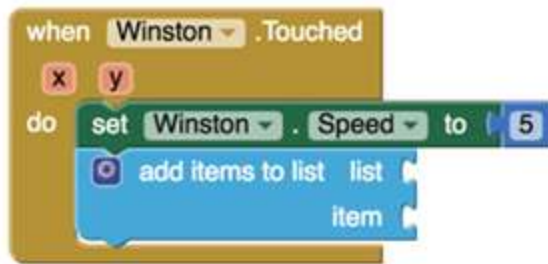 when Winston .Touched
x y
do set Winston . Speed to 5
add items to list list
item